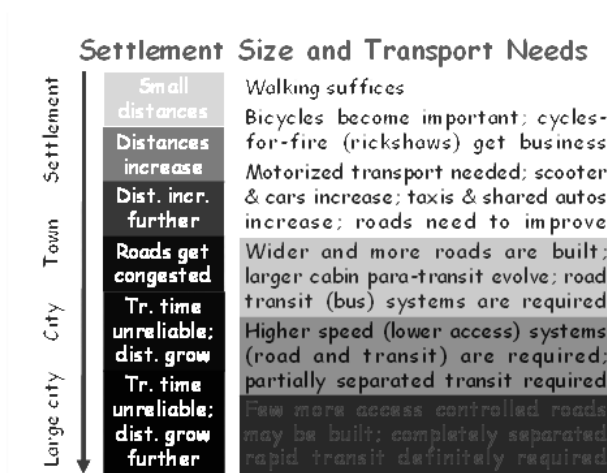 Settlement Size and Transport Needs
Settlement
Town
City
Large city
Small
distances
Distances
increase
Dist. incr.
further
Roads get
congested
Tr. time
unreliable;
dist. grow
Tr. time
unreliable;
dist. grow
further
Walking suffices
Bicycles become important; cycles-
for-fire (rickshaws) get business
Motorized transport needed; scooter
& cars increase; taxis & shared autos
increase; roads need to improve
Wider and more roads are built;
larger cabin para-transit evolve; road
transit (bus) systems are required
Higher speed (lower access) systems
(road and transit) are required;
partially separated transit required
Few more access controlled roads
may be built; completely separated
rapid transit definitely required